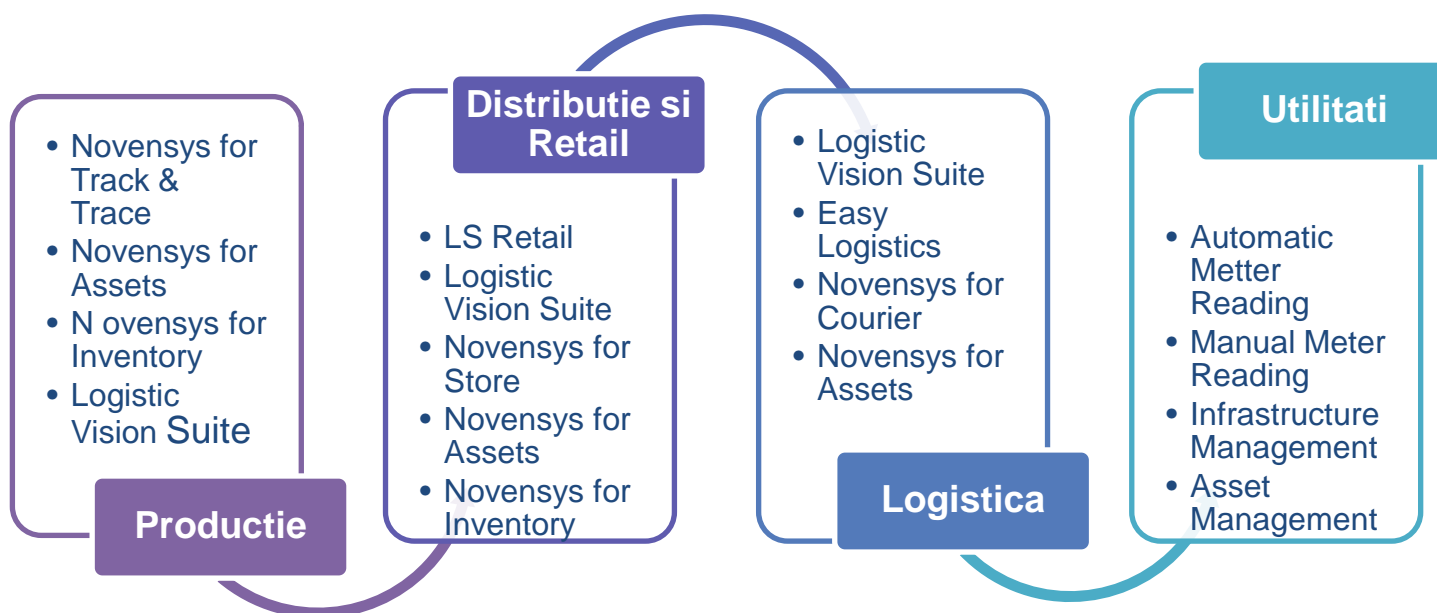 • Novensys for
Track &
Trace
• Novensys for
Assets
• N ovensys for
Inventory
• Logistic
Vision Suite
Productie
Distributie si
Retail
• LS Retail
• Logistic
Vision Suite
• Novensys for
Store
• Novensys for
Assets
• Novensys for
Inventory
• Logistic
Vision Suite
• Easy
Logistics
• Novensys for
Courier
• Novensys for
Assets
Logistica
Utilitati
• Automatic
Metter
Reading
• Manual Meter
Reading
• Infrastructure
Management
• Asset
Management